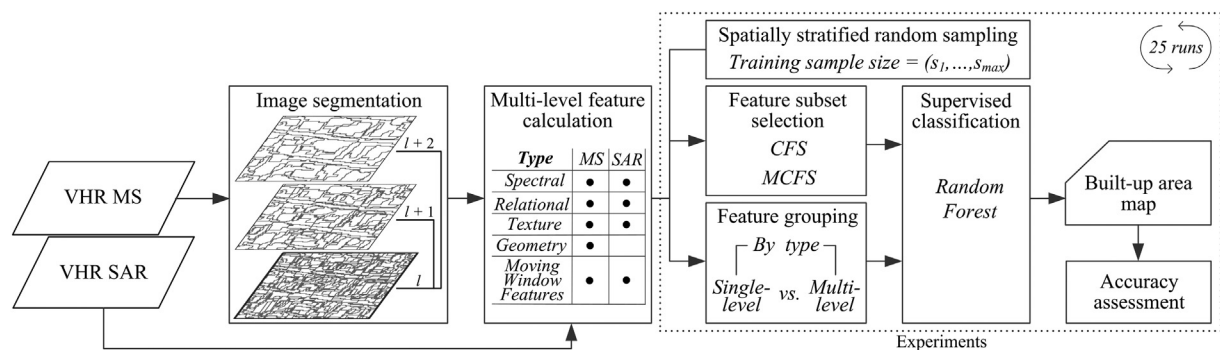 VHR MS
VHR SAR
Image segmentation
l + 2
l + 1
l
Multi-level feature
calculation
Type MS SAR
Spectral ● ●
Relational ● ●
Texture ● ●
Geometry ●
Moving
Window ● ●
Features
Spatially stratified random sampling
Training sample size = (s1,...,smax)
25 runs
Feature subset
selection
CFS
MCFS
Feature grouping
By type
Single- vs. Multi-
level level
Supervised
classification
Random
Forest
Built-up area
map
Accuracy
assessment
Experiments